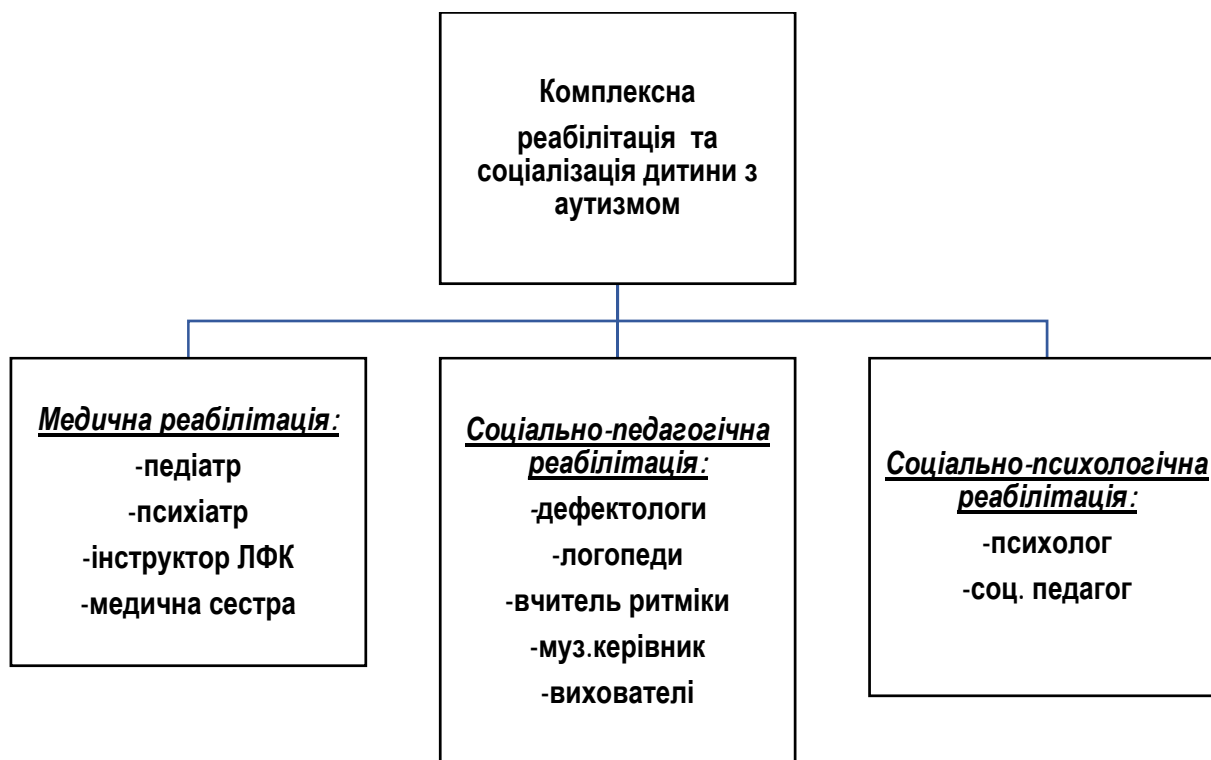 Комплексна
реабілітація та
соціалізація дитини з
аутизмом
Медична реабілітація:
-педіатр
-психіатр
-інструктор ЛФК
-медична сестра
Соціально-педагогічна
реабілітація:
-дефектологи
-логопеди
-вчитель ритміки
-муз.керівник
-вихователі
Соціально-психологічна
реабілітація:
-психолог
-соц. педагог